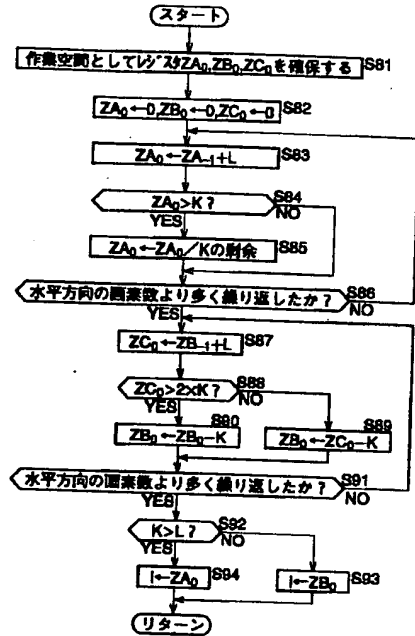 スタート
作業空間としてレジスタZA₀,ZB₀,ZC₀を確保する S81
ZA₀←0,ZB₀←0,ZC₀←0 S82
ZA₀←ZA₋₁+L S83
ZA₀>K? S84
YES NO
ZA₀←ZA₀/Kの剰余 S85
水平方向の画素数より多く繰り返したか? S86
YES NO
ZC₀←ZB₋₁+L S87
ZC₀>2×K? S88
YES NO
ZB₀←ZB₀-K S90
ZB₀←ZC₀-K S89
水平方向の画素数より多く繰り返したか? S91
YES NO
K>L? S92
YES NO
i←ZA₀ S94
i←ZB₀ S93
リターン